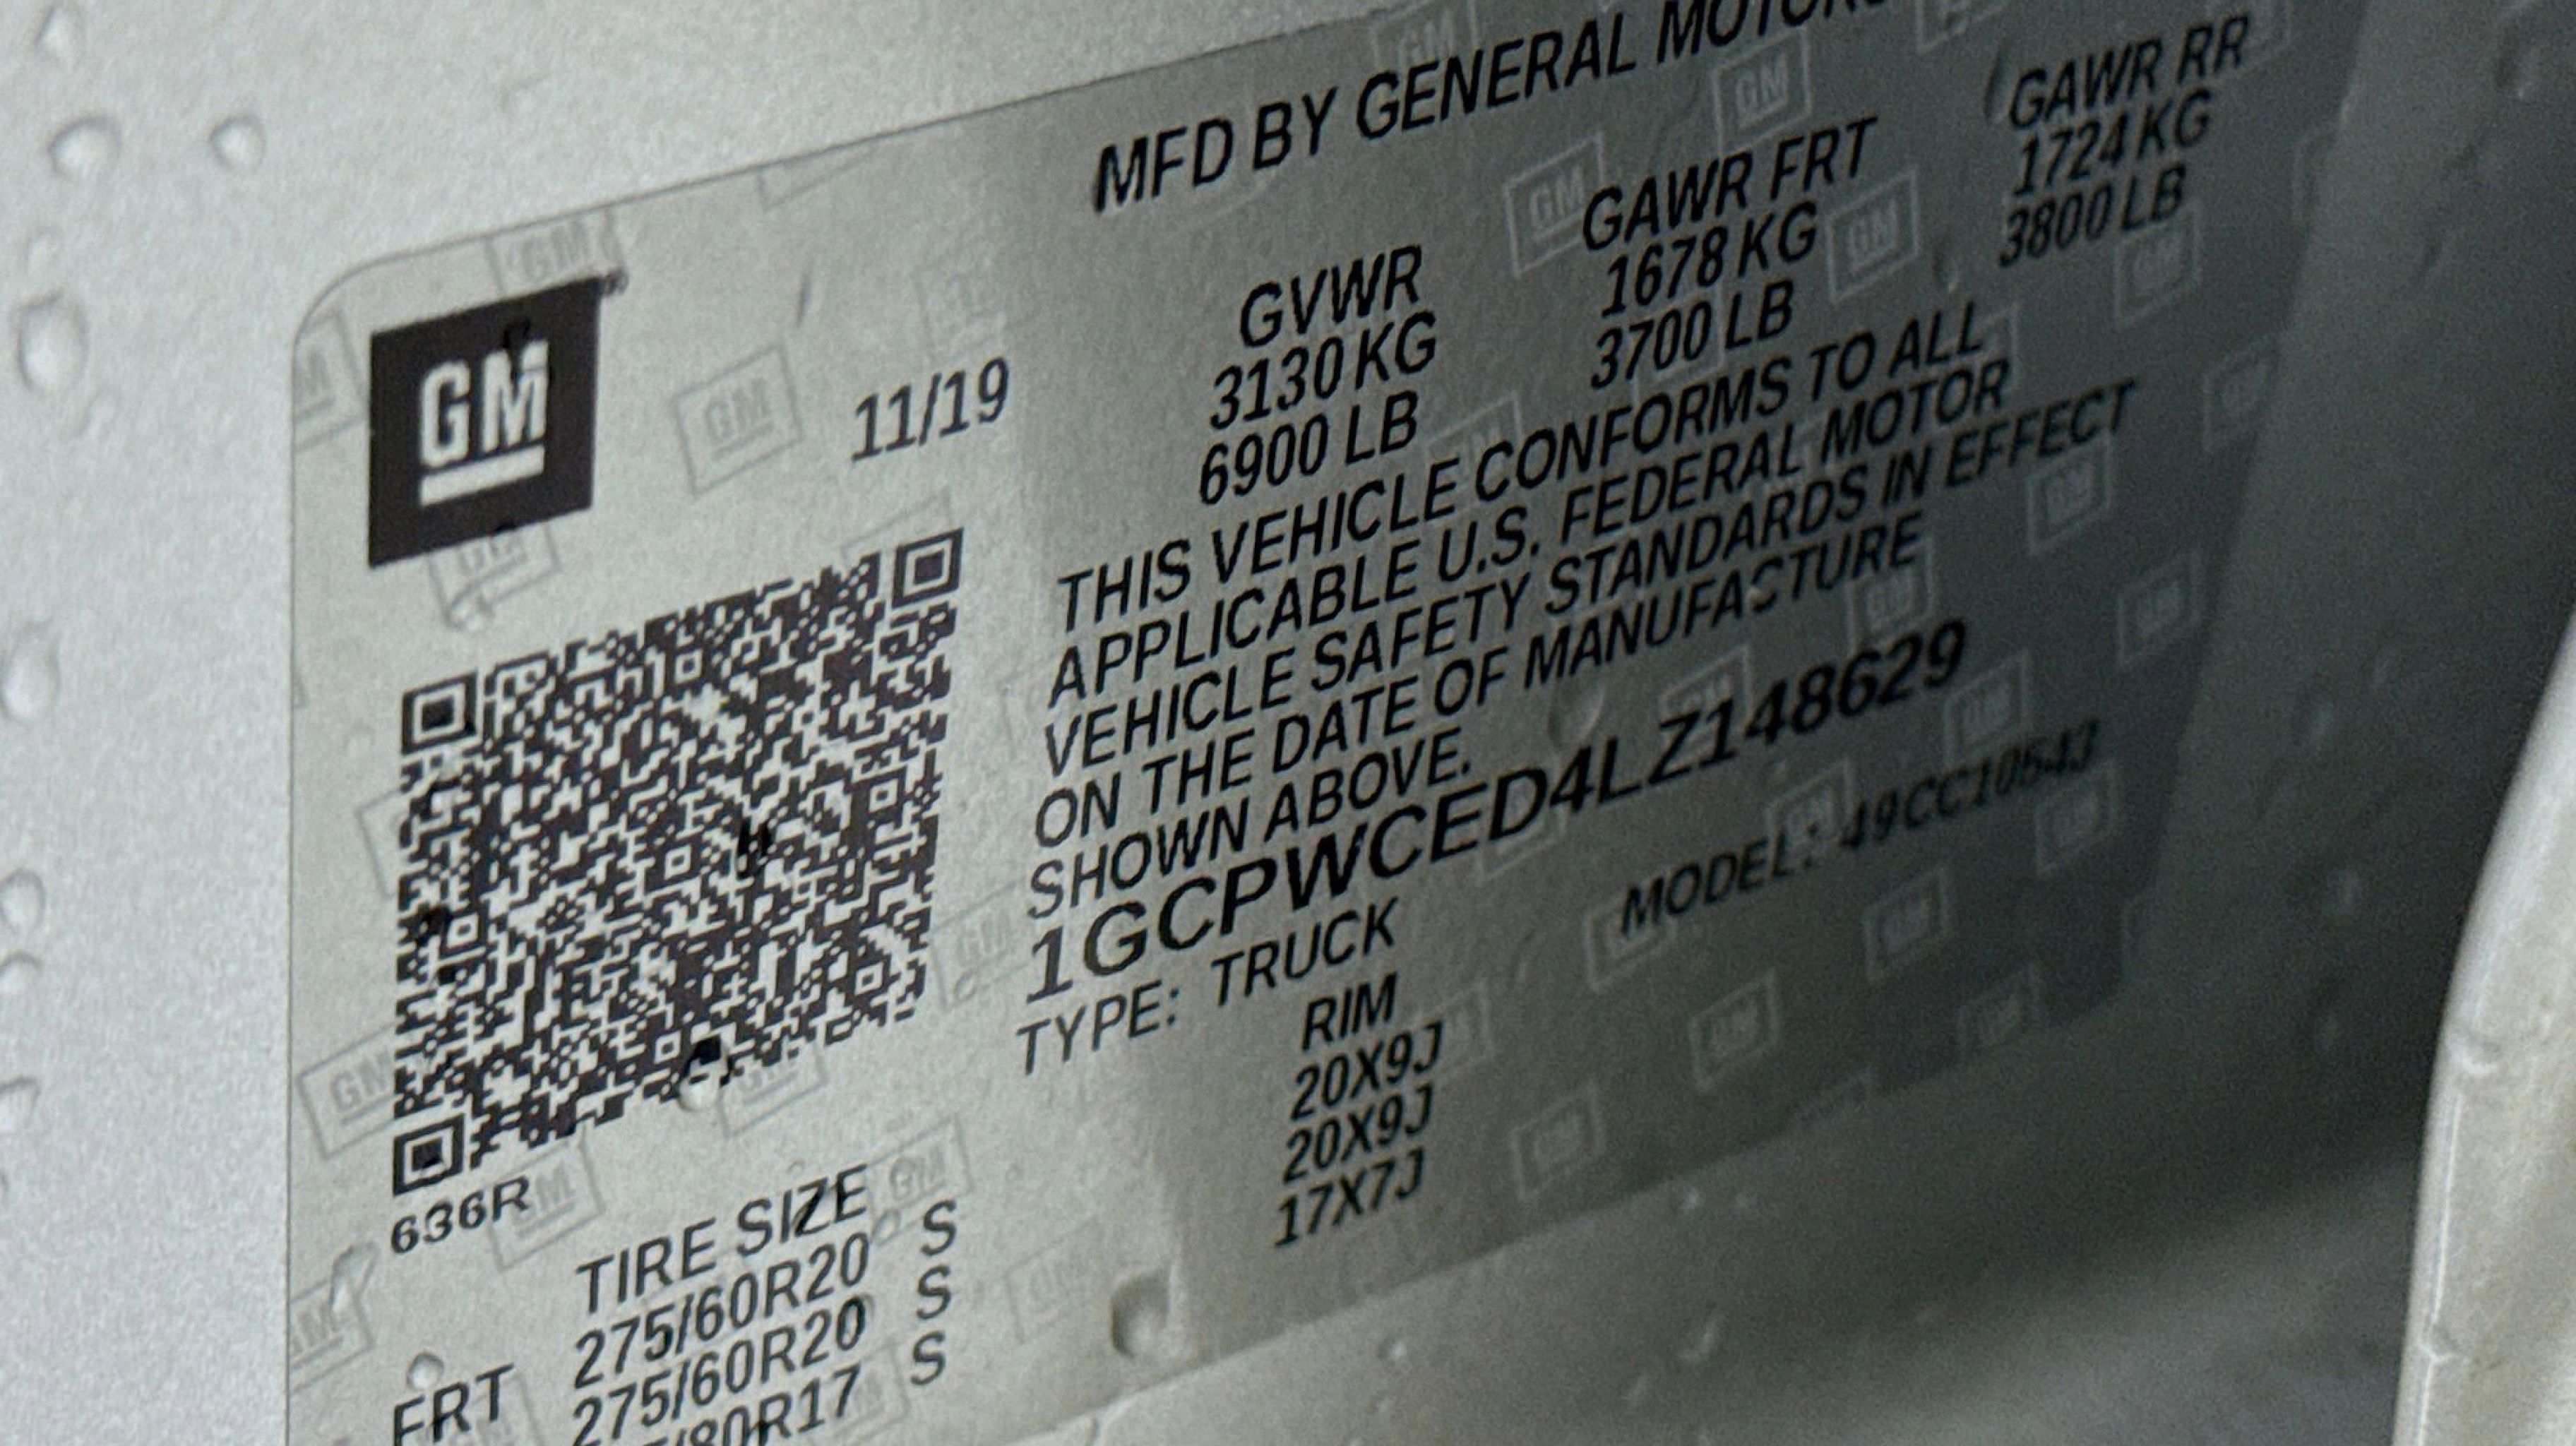 MFD BY GENERAL MOTORS
GM
11/19
GVWR GAWR FRT GAWR RR
3130 KG 1678 KG 1724 KG
6900 LB 3700 LB 3800 LB
THIS VEHICLE CONFORMS TO ALL
APPLICABLE U.S. FEDERAL MOTOR
VEHICLE SAFETY STANDARDS IN EFFECT
ON THE DATE OF MANUFACTURE
SHOWN ABOVE.
1GCPWCED4LZ148629
TYPE: TRUCK MODEL: 49CC10543
636R
TIRE SIZE RIM
FRT 275/60R20 S 20X9J
275/60R20 S 20X9J
/80R17 S 17X7J